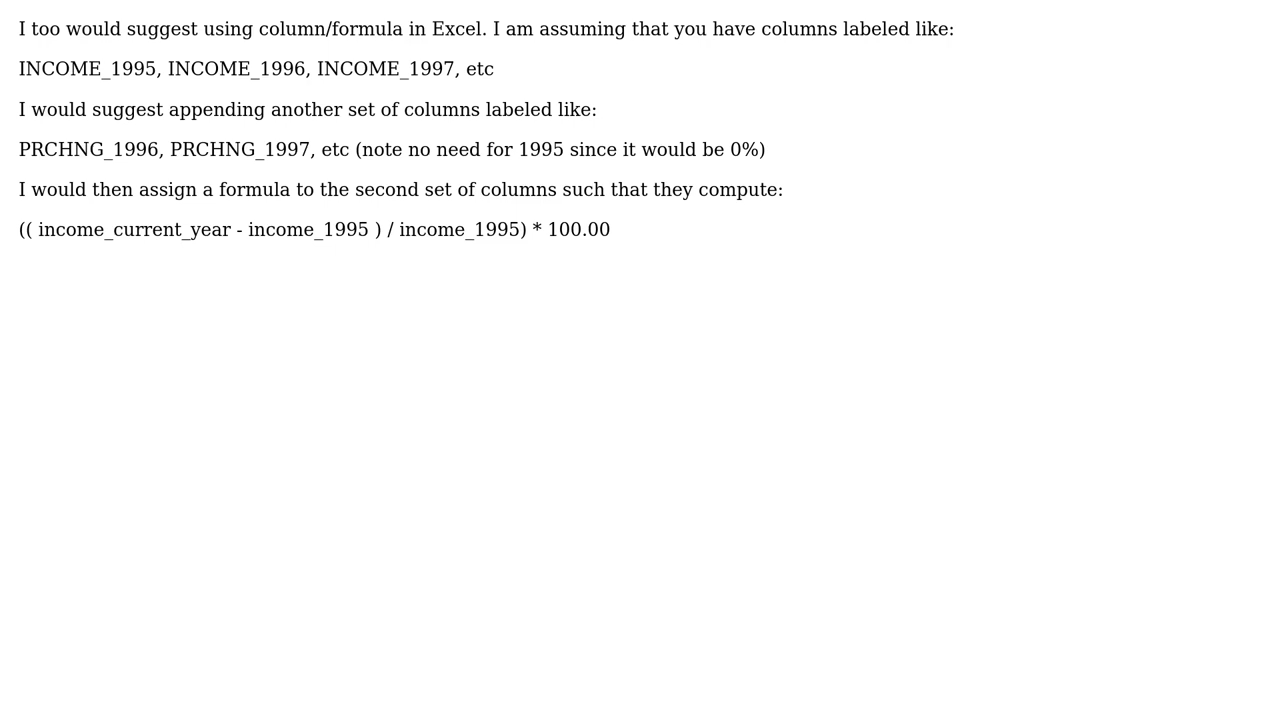 I too would suggest using column/formula in Excel. I am assuming that you have columns labeled like:
INCOME_1995, INCOME_1996, INCOME_1997, etc
I would suggest appending another set of columns labeled like:
PRCHNG_1996, PRCHNG_1997, etc (note no need for 1995 since it would be 0%)
I would then assign a formula to the second set of columns such that they compute:
(( income_current_year - income_1995 ) / income_1995) * 100.00